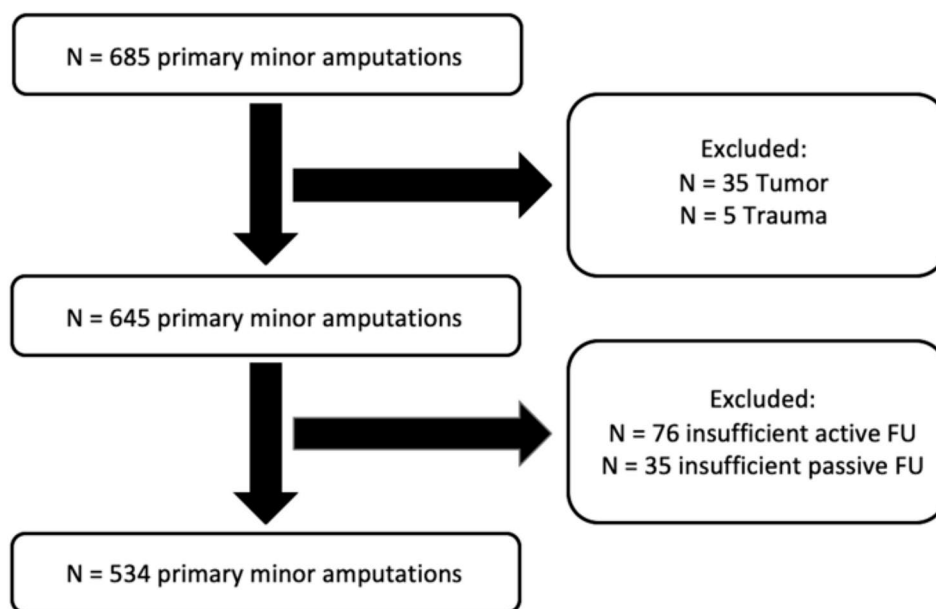 N = 685 primary minor amputations
Excluded:
N = 35 Tumor
N = 5 Trauma
N = 645 primary minor amputations
Excluded:
N = 76 insufficient active FU
N = 35 insufficient passive FU
N = 534 primary minor amputations